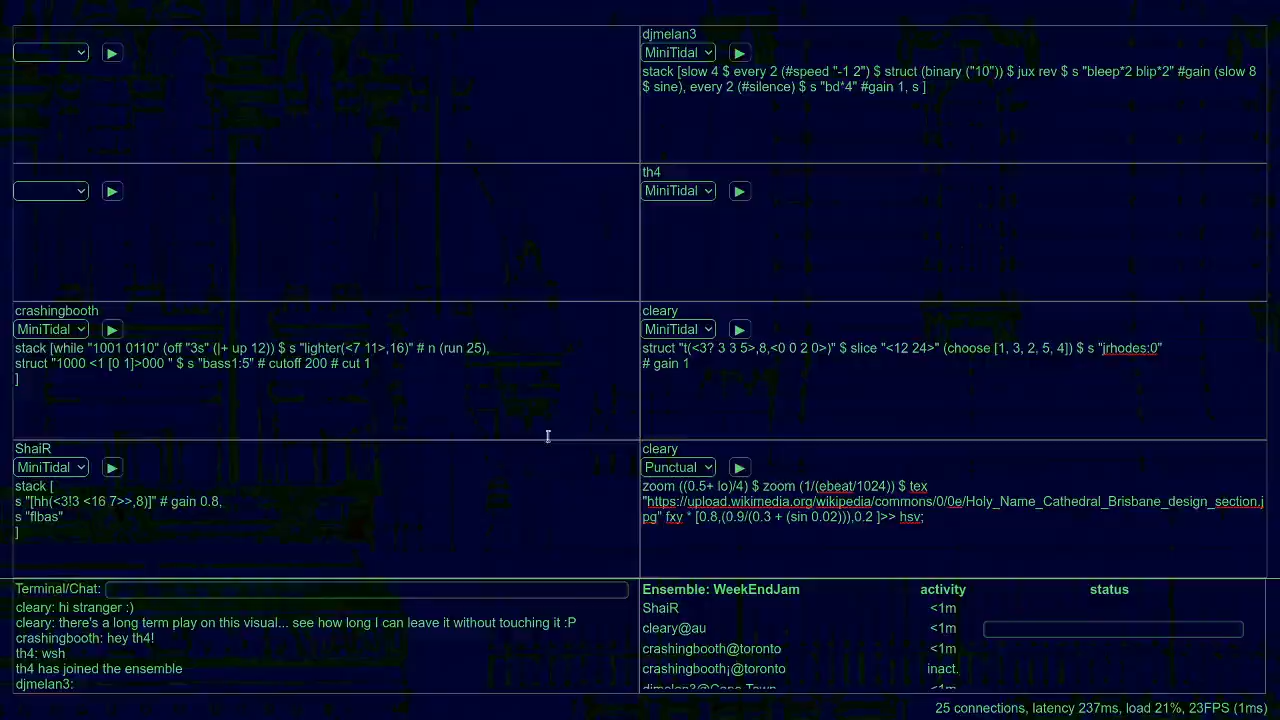 djmelan3
MiniTidal
stack [slow 4 $ every 2 (#speed "-1 2") $ struct (binary ("10")) $ jux rev $ s "bleep*2 blip*2" #gain (slow 8
$ sine), every 2 (#silence) $ s "bd*4" #gain 1, s ]
th4
MiniTidal
crashingbooth
MiniTidal
stack [while "1001 0110" (off "3s" (|+ up 12)) $ s "lighter(<7 11>,16)" # n (run 25),
struct "1000 <1 [0 1]>000 " $ s "bass1:5" # cutoff 200 # cut 1
]
cleary
MiniTidal
struct "t(<3? 3 3 5>,8,<0 0 2 0>)" $ slice "<12 24>" (choose [1, 3, 2, 5, 4]) $ s "jrhodes:0"
# gain 1
ShaiR
MiniTidal
stack [
s "[hh(<3!3 <16 7>>,8)]" # gain 0.8,
s "flbas"
]
cleary
Punctual
zoom ((0.5+ lo)/4) $ zoom (1/(ebeat/1024)) $ tex
"https://upload.wikimedia.org/wikipedia/commons/0/0e/Holy_Name_Cathedral_Brisbane_design_section.j
pg" fxy * [0.8,(0.9/(0.3 + (sin 0.02))),0.2 ]>> hsv;
Terminal/Chat:
cleary: hi stranger :)
cleary: there's a long term play on this visual... see how long I can leave it without touching it :P
crashingbooth: hey th4!
th4: wsh
th4 has joined the ensemble
djmelan3:
Ensemble: WeekEndJam activity status
ShaiR <1m
cleary@au <1m
crashingbooth@toronto <1m
crashingbooth¡@toronto inact.
djmelan3@Cape Town <1m
25 connections, latency 237ms, load 21%, 23FPS (1ms)